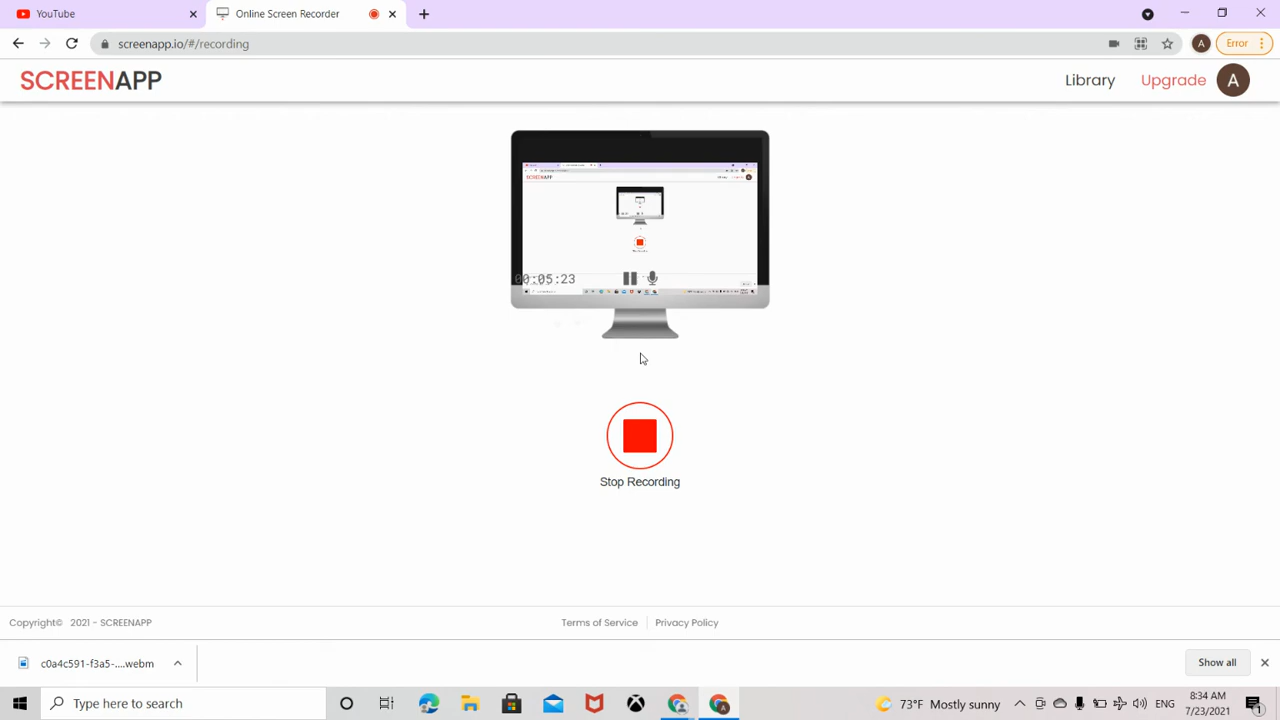 YouTube
Online Screen Recorder
screenapp.io/#/recording
A
Error
SCREENAPP
Library
Upgrade
A
00:05:23
Stop Recording
Copyright© 2021 - SCREENAPP
Terms of Service
Privacy Policy
c0a4c591-f3a5-....webm
Show all
Type here to search
A
73°F Mostly sunny
ENG
8:34 AM
7/23/2021
1